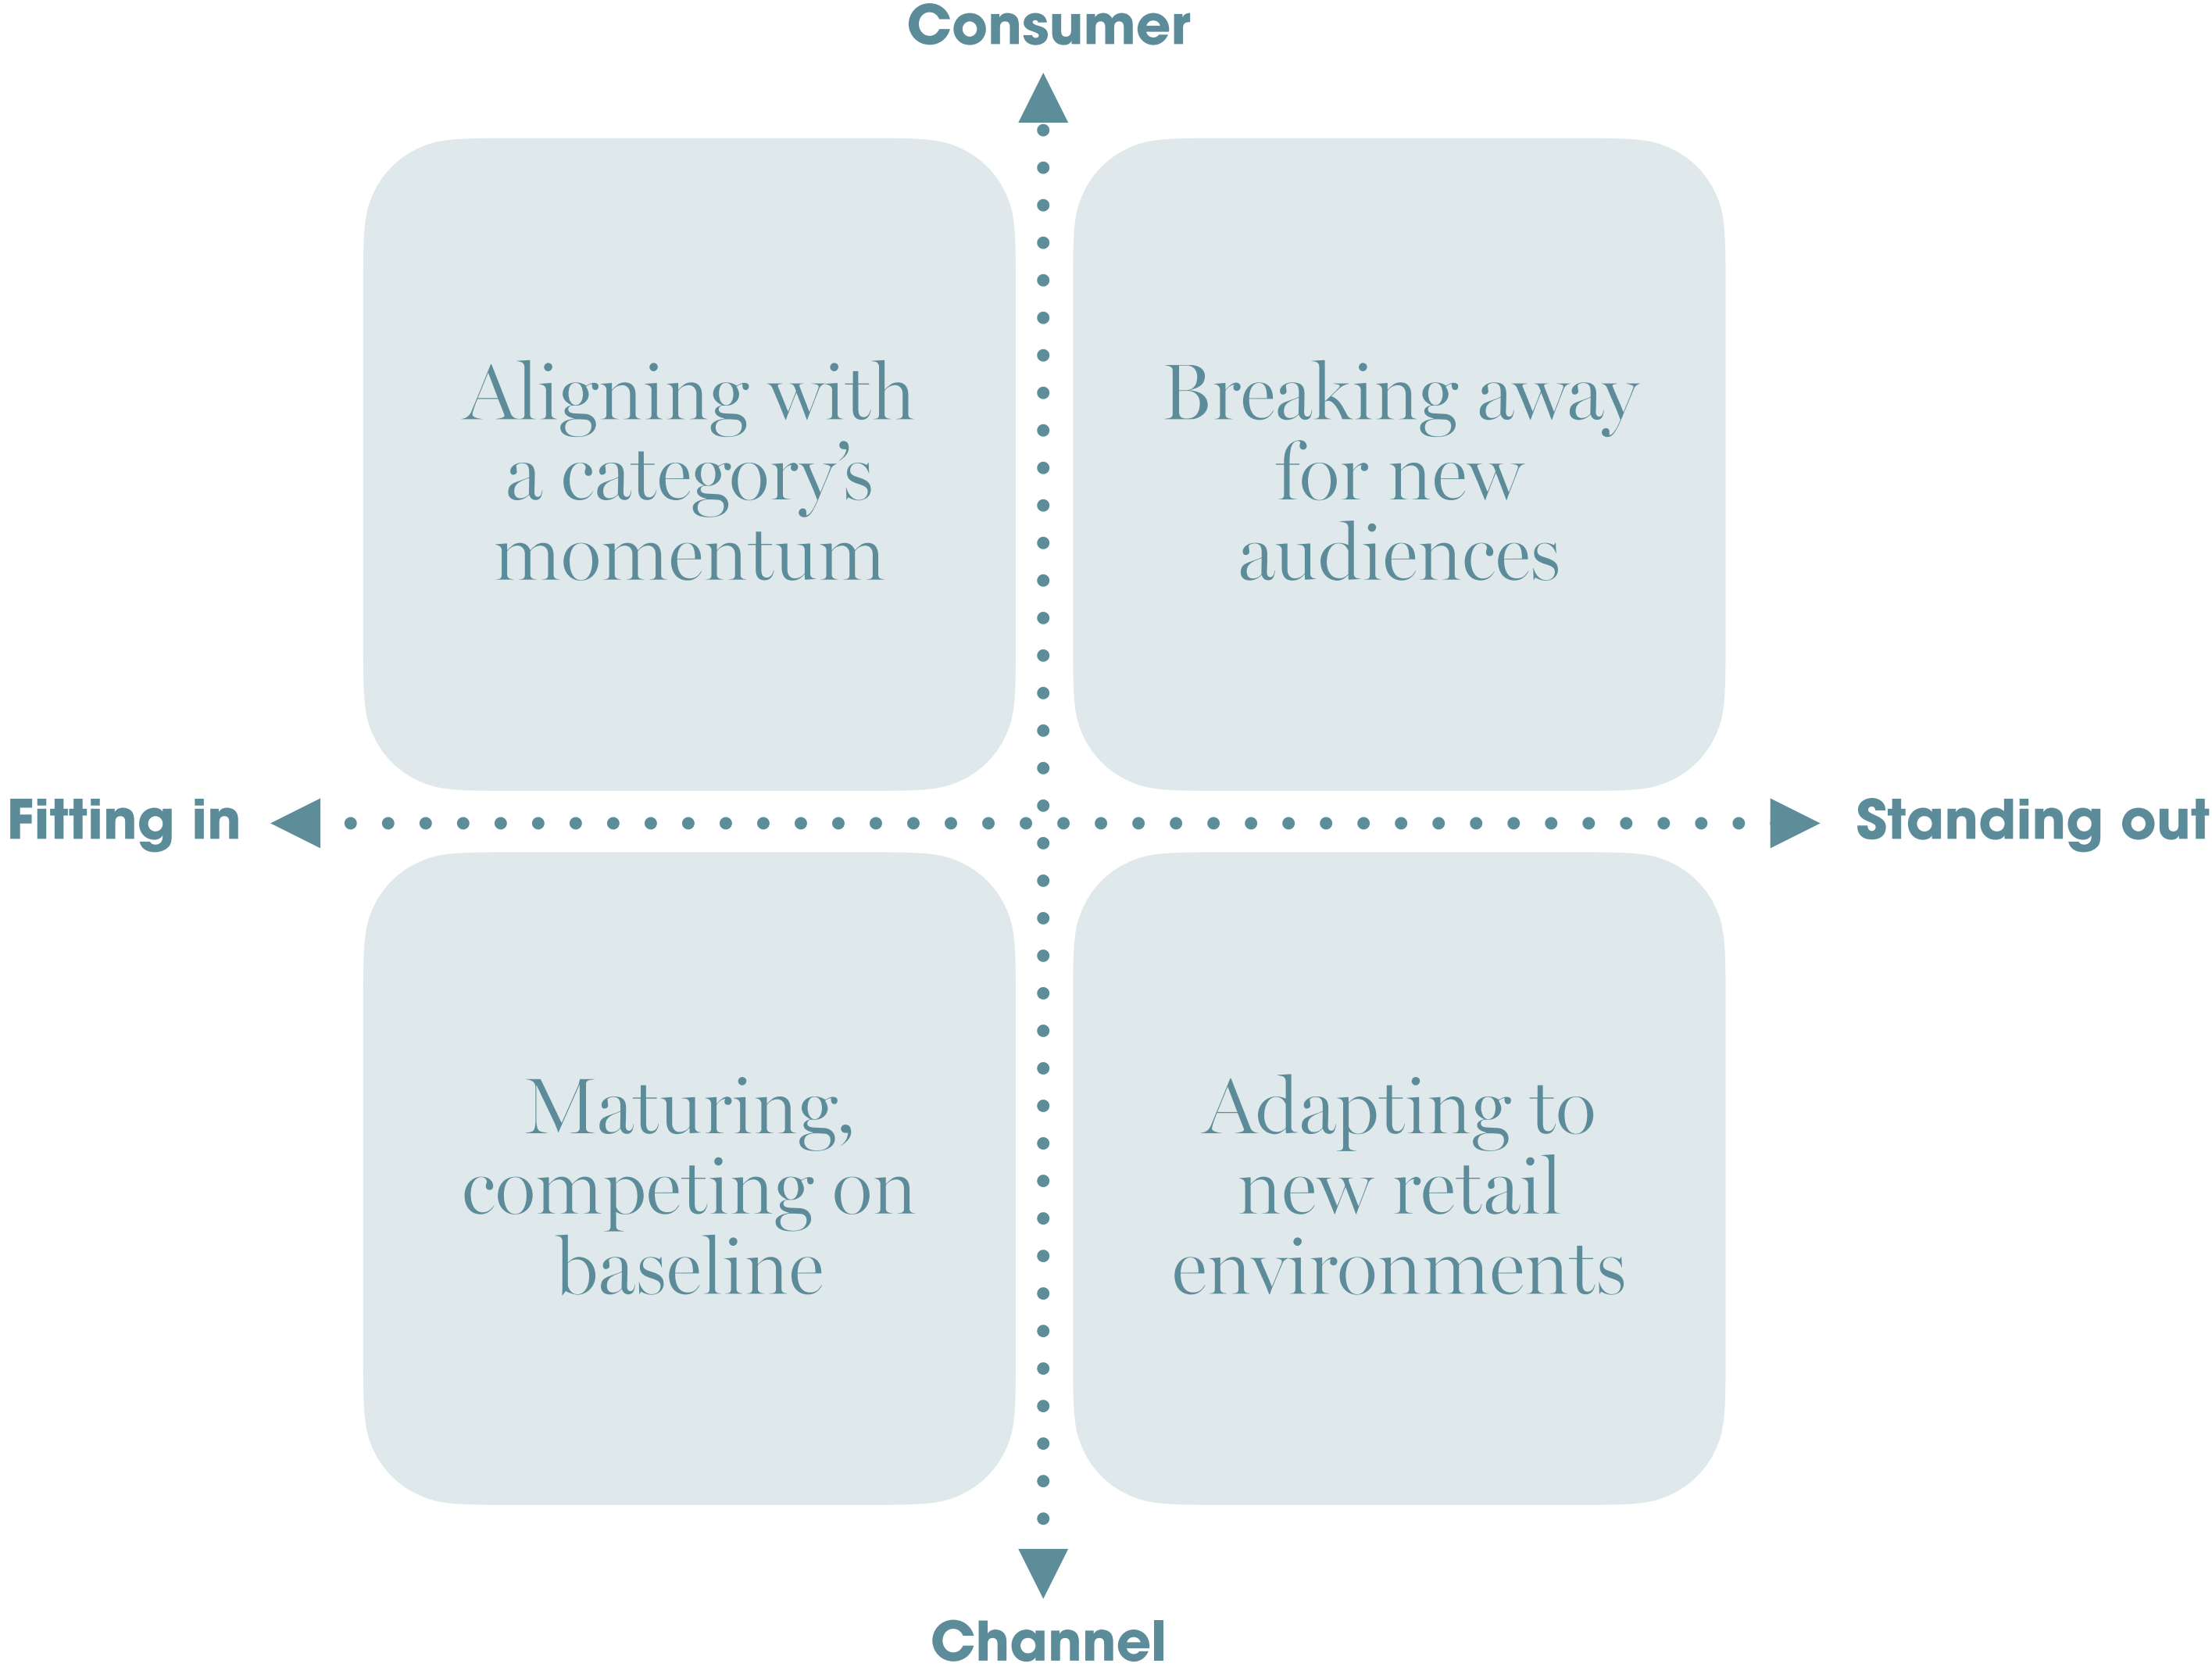 Consumer
Aligning with
a category's
momentum
Breaking away
for new
audiences
Fitting in
Standing out
Maturing,
competing on
baseline
Adapting to
new retail
environments
Channel